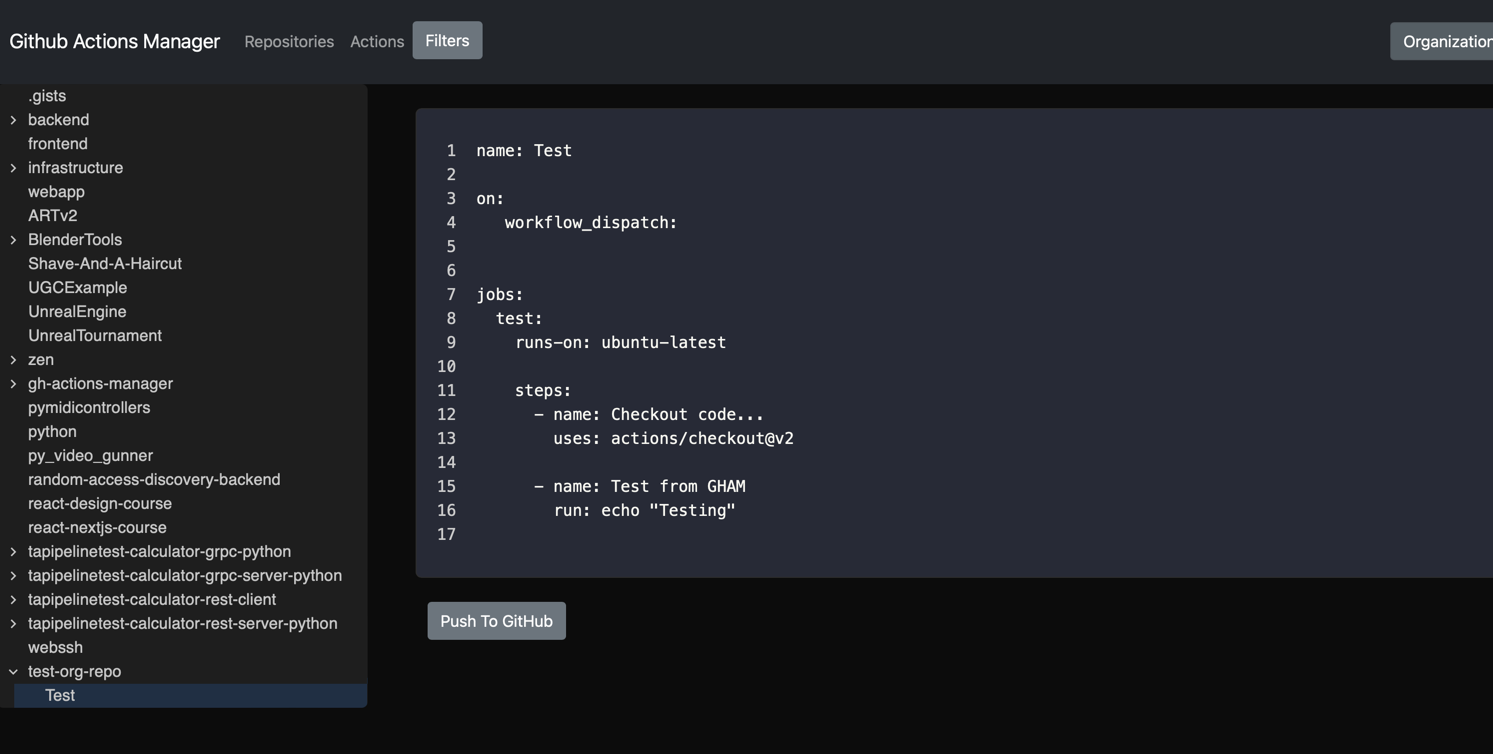 Github Actions Manager Repositories Actions Filters
.gists
backend
frontend
infrastructure
webapp
ARTv2
BlenderTools
Shave-And-A-Haircut
UGCExample
UnrealEngine
UnrealTournament
zen
gh-actions-manager
pymidicontrollers
python
py_video_gunner
random-access-discovery-backend
react-design-course
react-nextjs-course
tapipelinetest-calculator-grpc-python
tapipelinetest-calculator-grpc-server-python
tapipelinetest-calculator-rest-client
tapipelinetest-calculator-rest-server-python
webssh
test-org-repo
Test
Organization
1 name: Test
2
3 on:
4 workflow_dispatch:
5
6
7 jobs:
8 test:
9 runs-on: ubuntu-latest
10
11 steps:
12 - name: Checkout code...
13 uses: actions/checkout@v2
14
15 - name: Test from GHAM
16 run: echo "Testing"
17
Push To GitHub